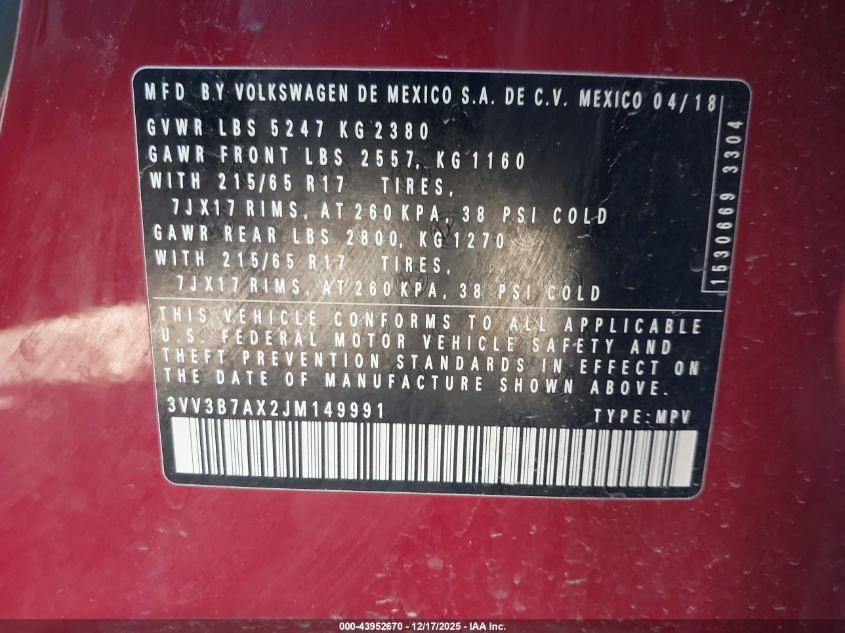 MFD BY VOLKSWAGEN DE MEXICO S.A. DE C.V. MEXICO 04/18
GVWR LBS 5247 KG 2380
GAWR FRONT LBS 2557, KG 1160
WITH 215/65 R17 TIRES,
7JX17 RIMS, AT 260 KPA, 38 PSI COLD
GAWR REAR LBS 2800, KG 1270
WITH 215/65 R17 TIRES,
7JX17 RIMS, AT 260 KPA, 38 PSI COLD
1530669 3304
THIS VEHICLE CONFORMS TO ALL APPLICABLE
U.S. FEDERAL MOTOR VEHICLE SAFETY AND
THEFT PREVENTION STANDARDS IN EFFECT ON
THE DATE OF MANUFACTURE SHOWN ABOVE.
3VV3B7AX2JM149991 TYPE:MPV
000-43952670 - 12/17/2025 - IAA Inc.